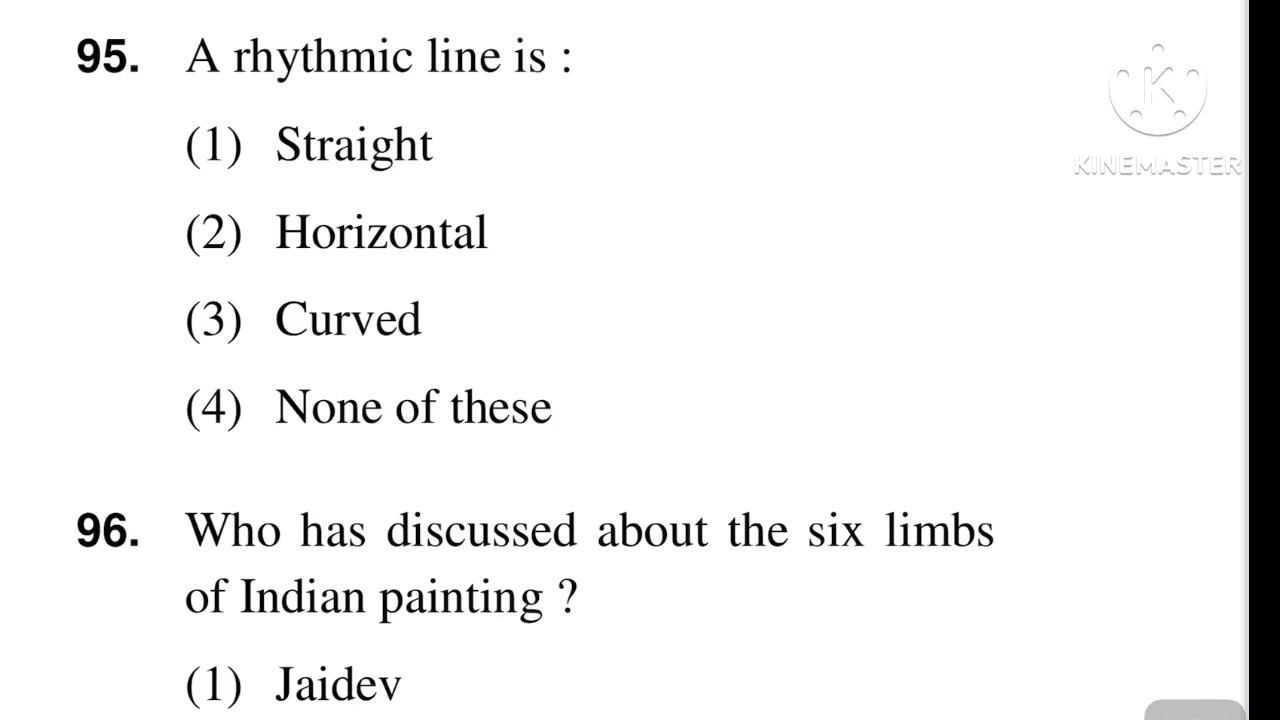 95. A rhythmic line is :
(1) Straight
(2) Horizontal
(3) Curved
(4) None of these
96. Who has discussed about the six limbs
of Indian painting ?
(1) Jaidev
K
KINEMASTER